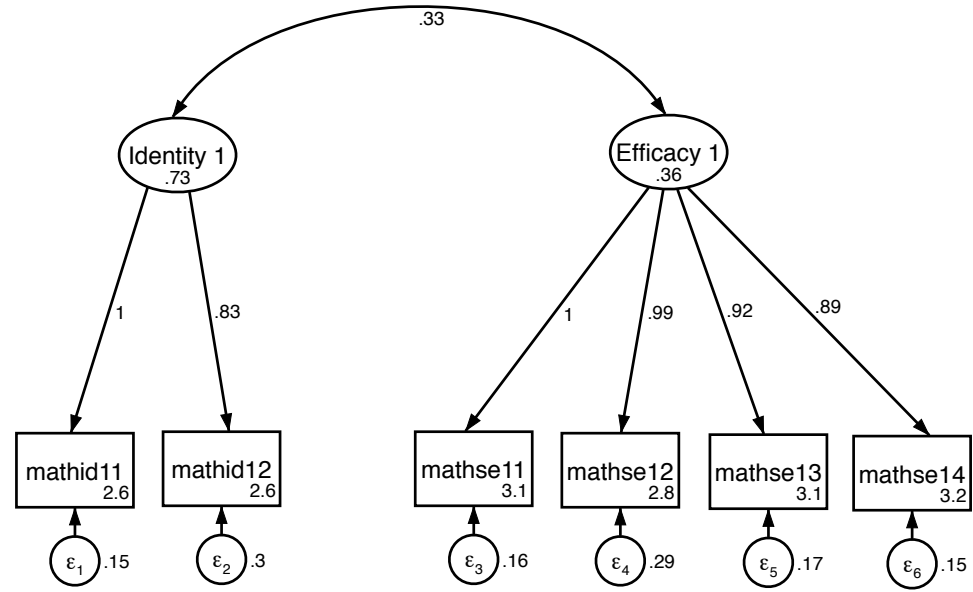 .33
Identity 1
.73
Efficacy 1
.36
1
.83
1
.99
.92
.89
mathid11
2.6
mathid12
2.6
mathse11
3.1
mathse12
2.8
mathse13
3.1
mathse14
3.2
ε1 .15
ε2 .3
ε3 .16
ε4 .29
ε5 .17
ε6 .15